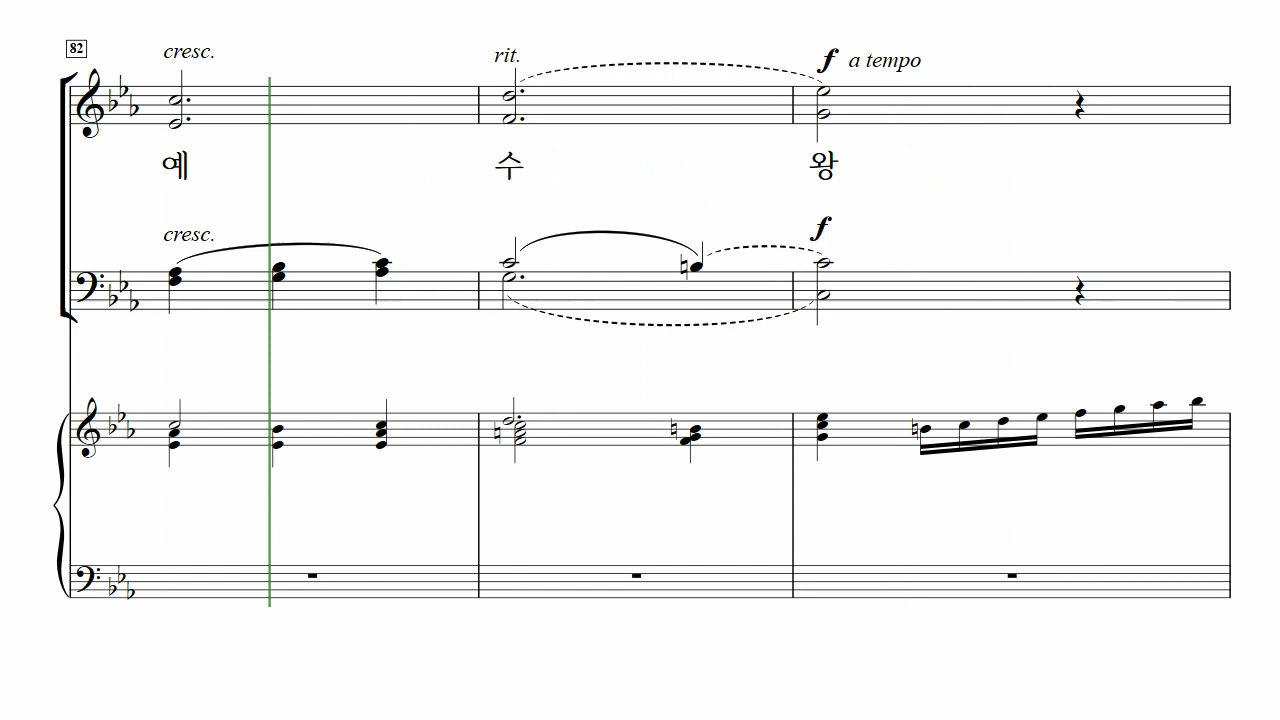 82
cresc.
rit.
f a tempo
예 수 왕
cresc.
f